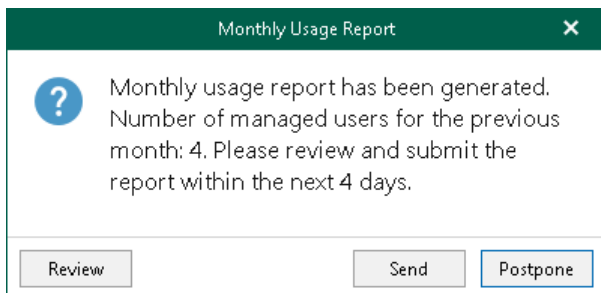 Monthly Usage Report
Monthly usage report has been generated.
Number of managed users for the previous
month: 4. Please review and submit the
report within the next 4 days.
Review
Send
Postpone